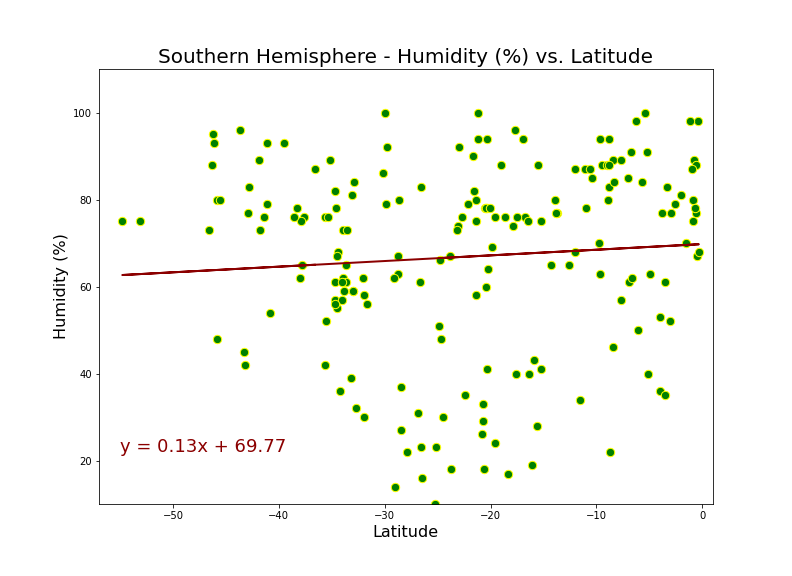 Southern Hemisphere - Humidity (%) vs. Latitude
Humidity (%)
100
80
60
40
20
y = 0.13x + 69.77
−50
−40
−30
−20
−10
0
Latitude